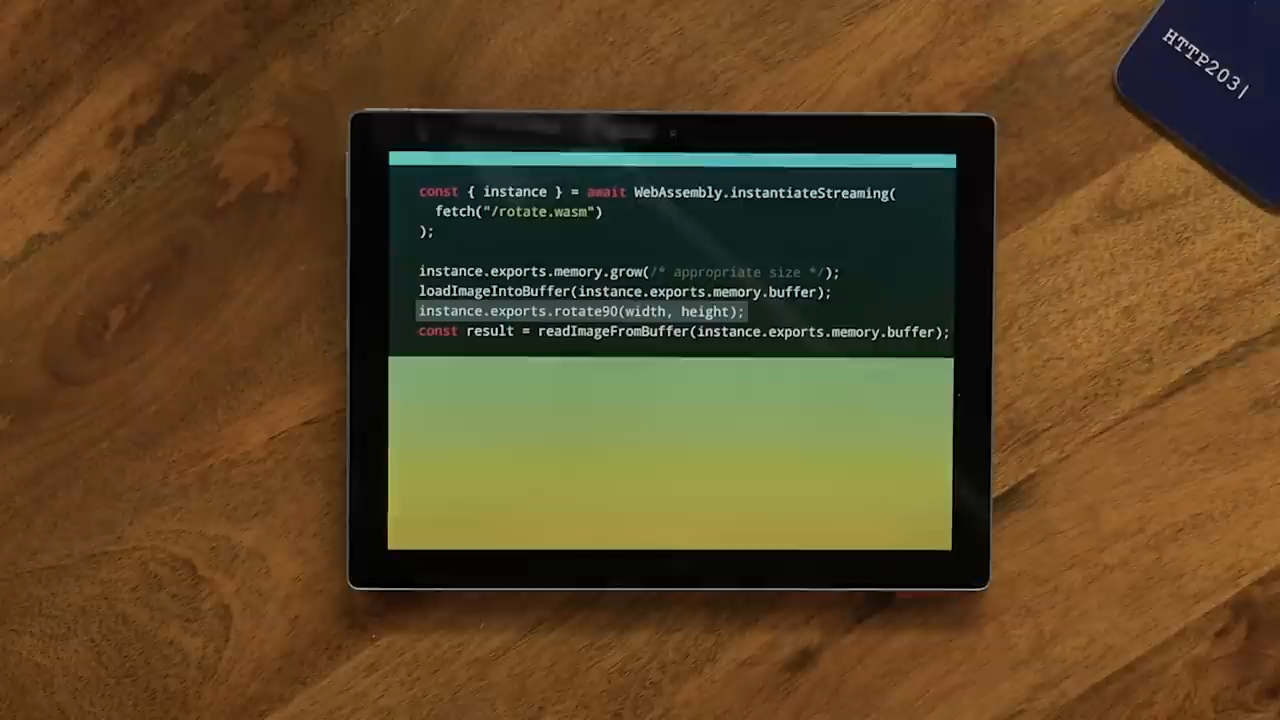 HTTP203|
const { instance } = await WebAssembly.instantiateStreaming(
  fetch("/rotate.wasm")
);
instance.exports.memory.grow(/* appropriate size */);
loadImageIntoBuffer(instance.exports.memory.buffer);
instance.exports.rotate90(width, height);
const result = readImageFromBuffer(instance.exports.memory.buffer);